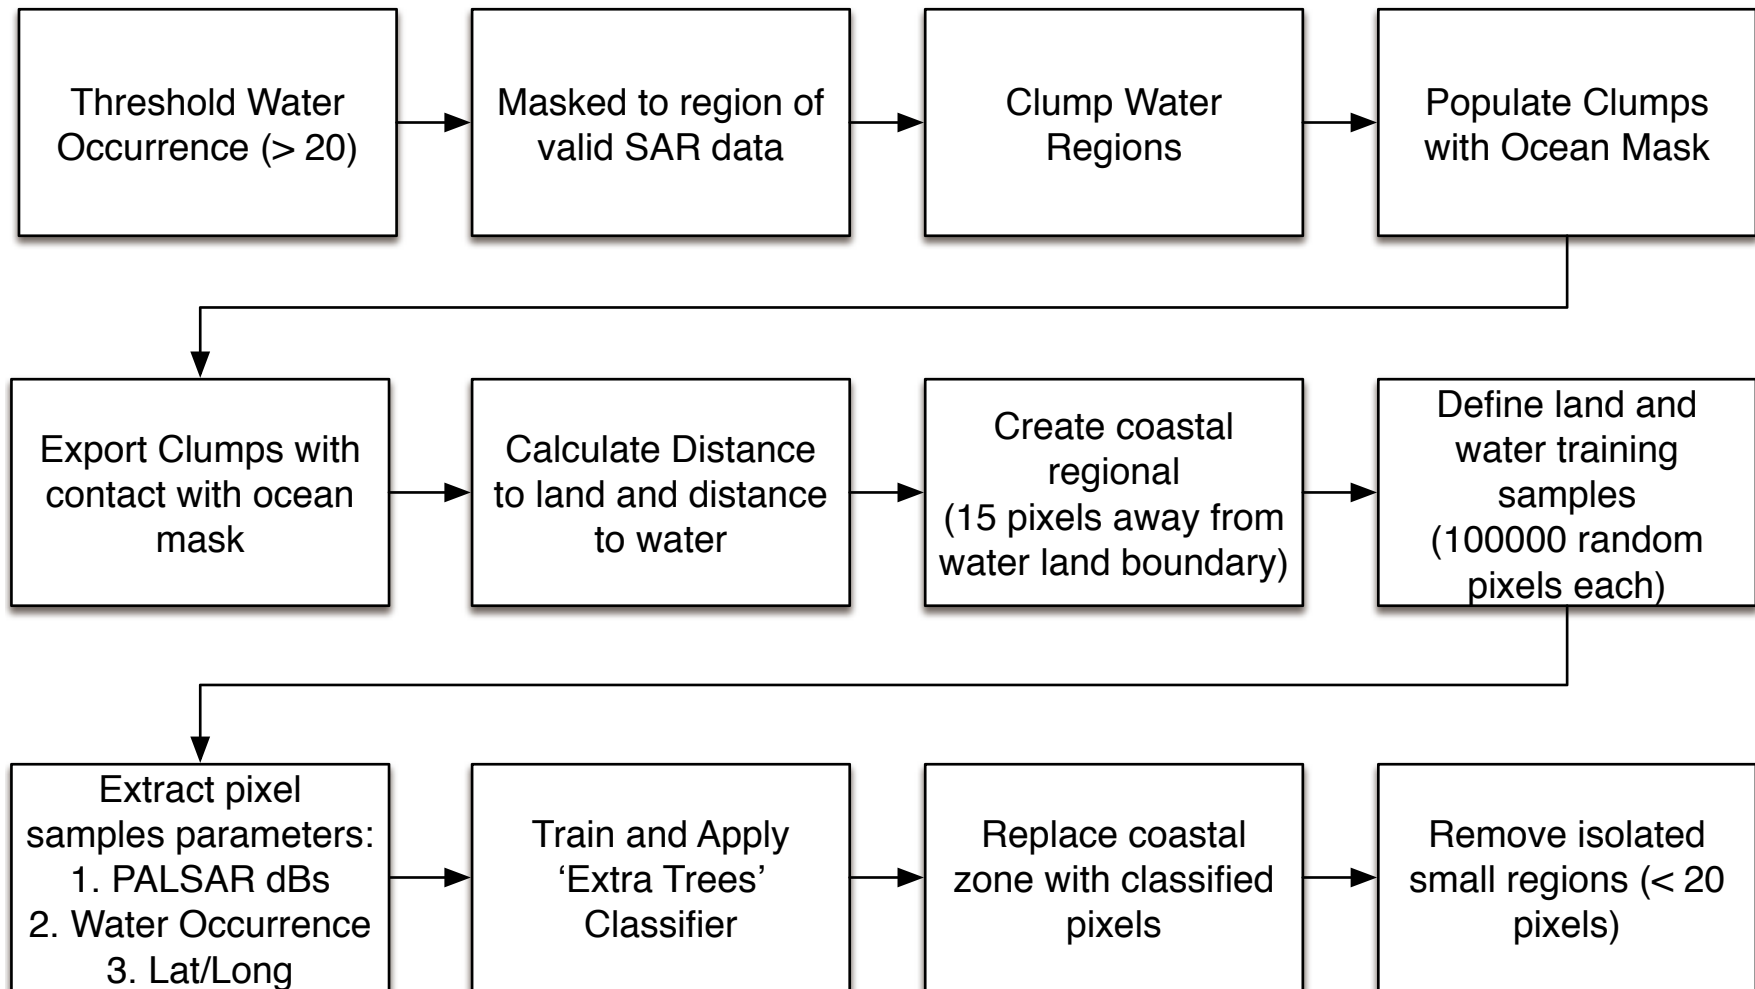 Threshold Water
Occurrence (> 20)
Masked to region of
valid SAR data
Clump Water
Regions
Populate Clumps
with Ocean Mask
Export Clumps with
contact with ocean
mask
Calculate Distance
to land and distance
to water
Create coastal
regional
(15 pixels away from
water land boundary)
Define land and
water training
samples
(100000 random
pixels each)
Extract pixel
samples parameters:
1. PALSAR dBs
2. Water Occurrence
3. Lat/Long
Train and Apply
‘Extra Trees’
Classifier
Replace coastal
zone with classified
pixels
Remove isolated
small regions (< 20
pixels)